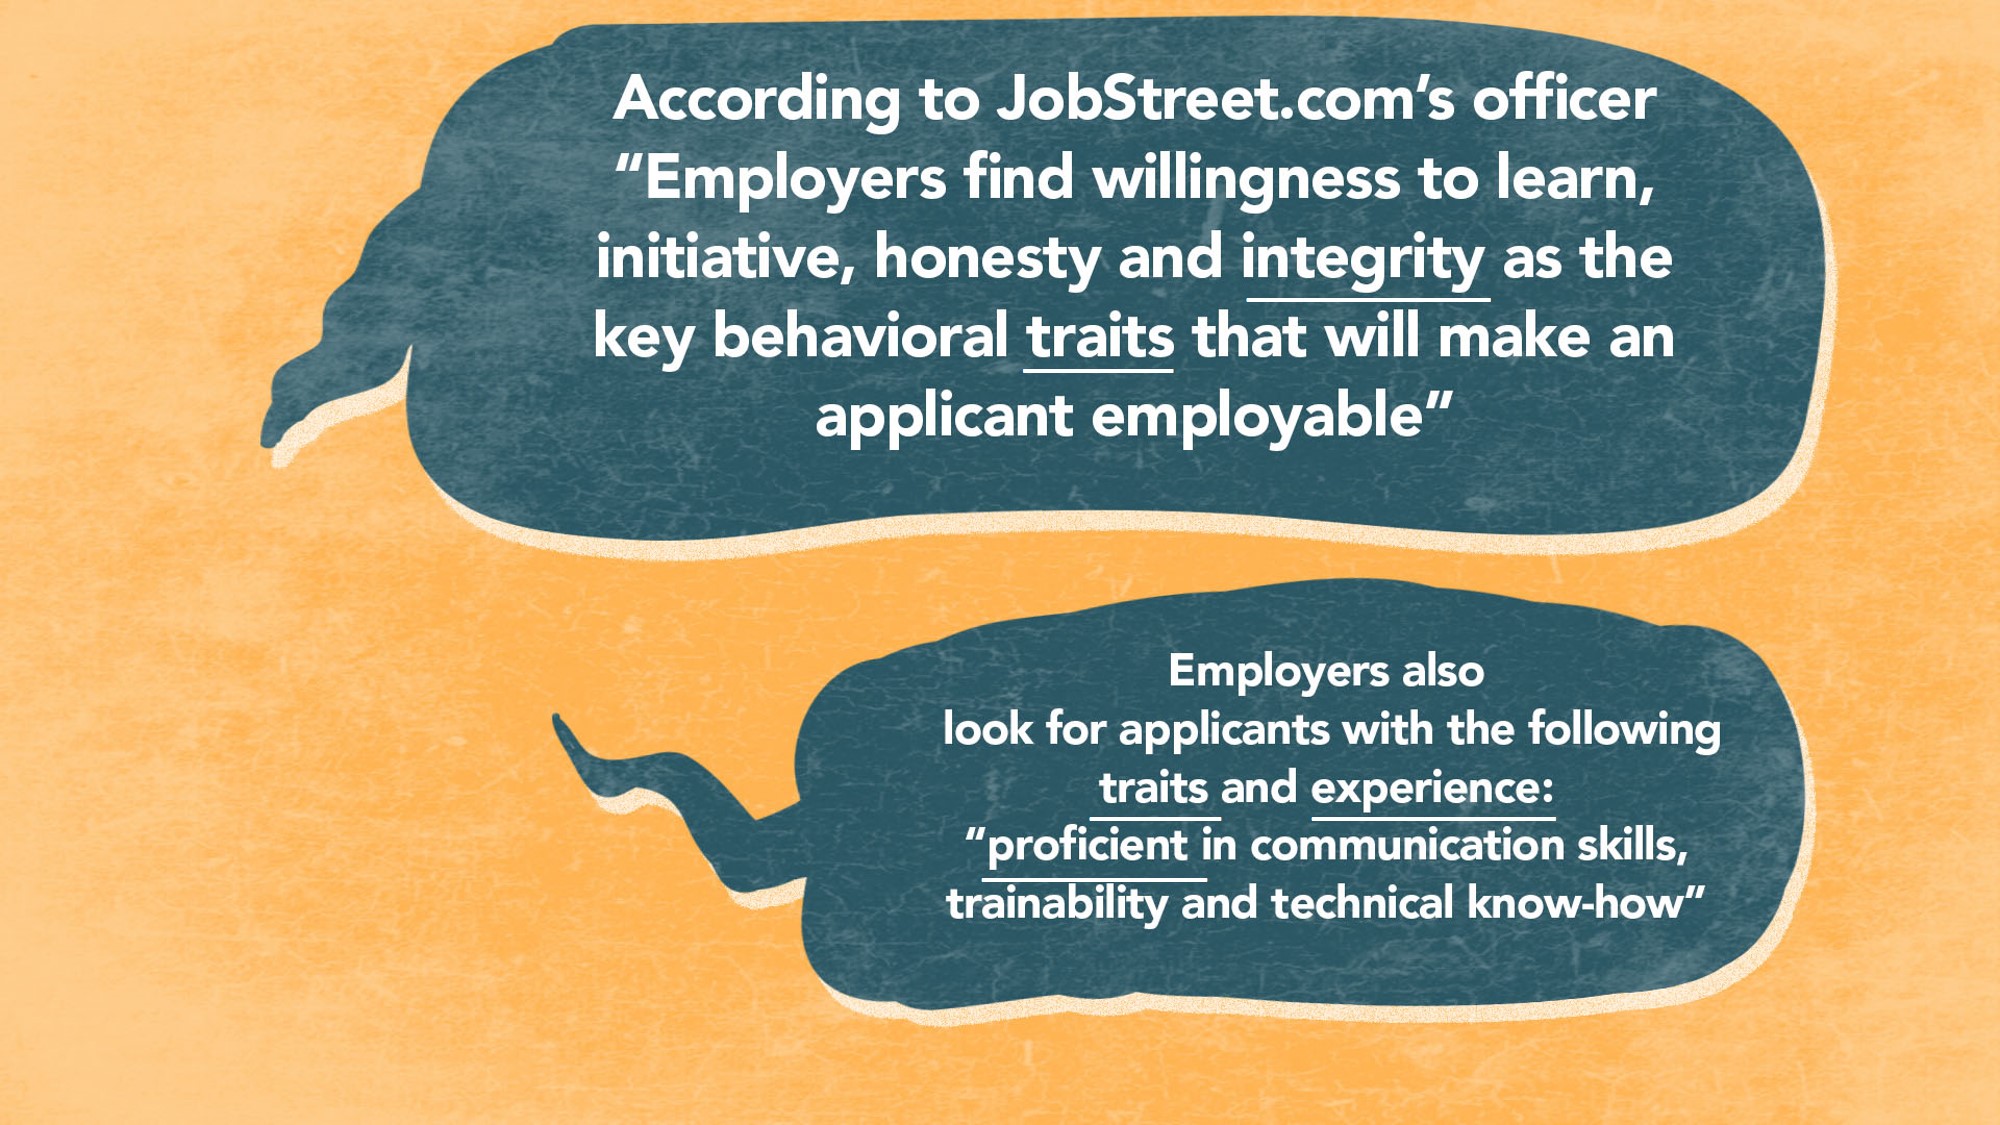 According to JobStreet.com’s officer
“Employers find willingness to learn,
initiative, honesty and integrity as the
key behavioral traits that will make an
applicant employable”
Employers also
look for applicants with the following
traits and experience:
“proficient in communication skills,
trainability and technical know-how”